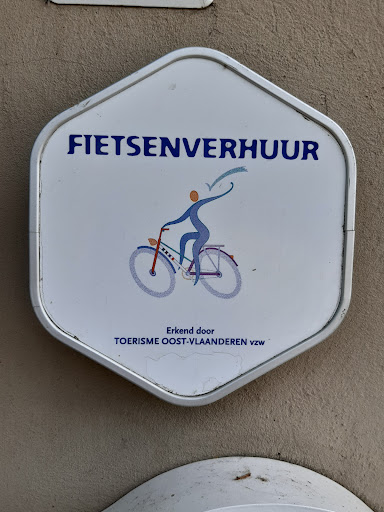 FIETSENVERHUUR
Erkend door
TOERISME OOST-VLAANDEREN vzw